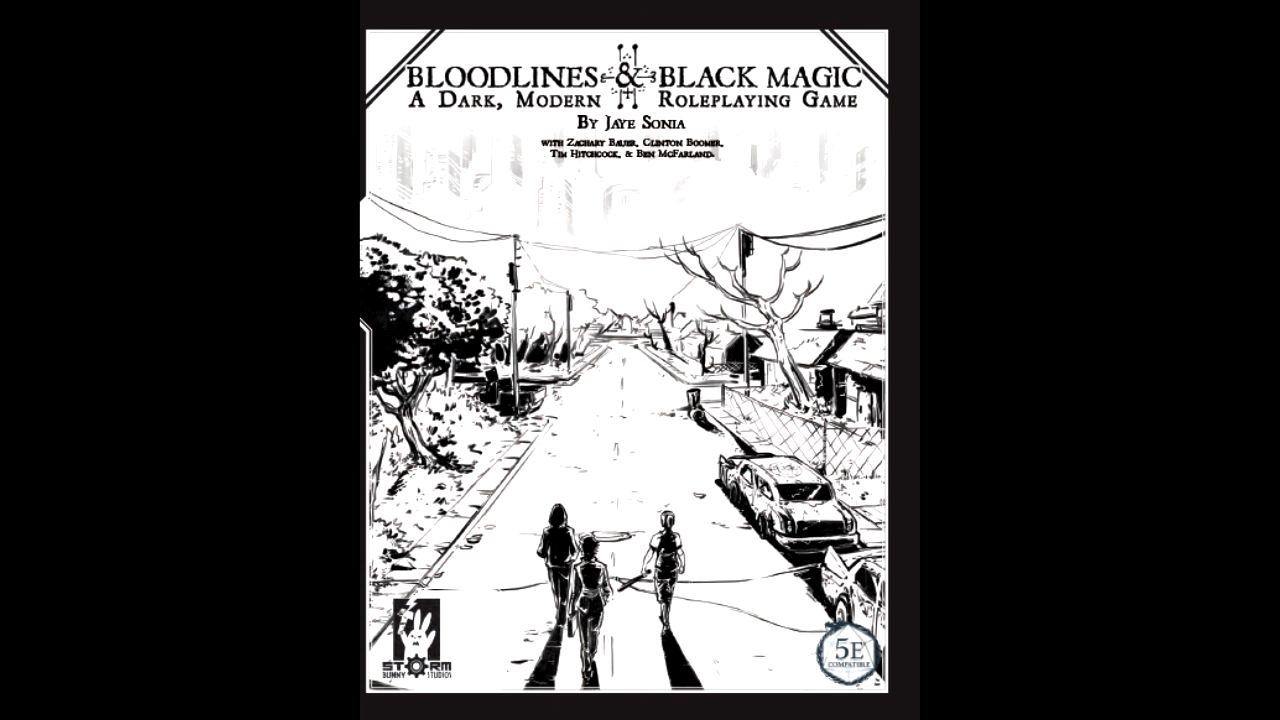 BLOODLINES & BLACK MAGIC
A DARK, MODERN ROLEPLAYING GAME
BY JAYE SONIA
WITH ZACHARY BAUER, CLINTON BOOMER,
TIM HITCHCOCK, & BEN MCFARLAND.
STORM
BUNNY STUDIOS
5E
COMPATIBLE